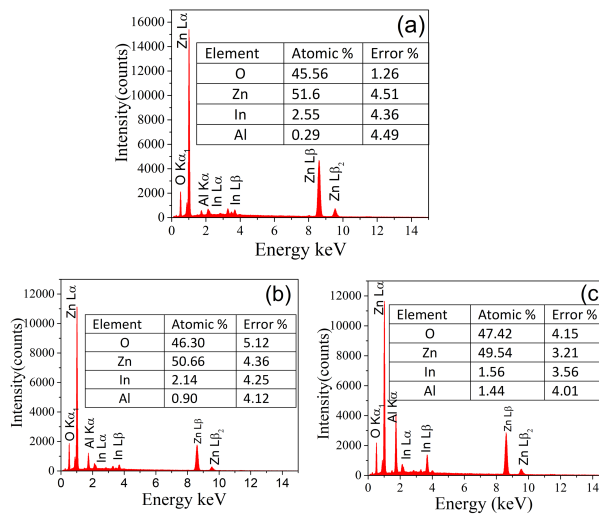 (a)
Intensity(counts)
16000
14000
12000
10000
8000
6000
4000
2000
0
Zn Lα
O Kα1
Al Kα
In Lα
In Lβ
Zn Lβ
Zn Lβ2
Element Atomic % Error %
O 45.56 1.26
Zn 51.6 4.51
In 2.55 4.36
Al 0.29 4.49
0 2 4 6 8 10 12 14
Energy keV
(b)
Intensity (counts)
12000
10000
8000
6000
4000
2000
0
Zn Lα
O Kα1
Al Kα
In Lα
In Lβ
Zn Lβ
Zn Lβ2
Element Atomic % Error %
O 46.30 5.12
Zn 50.66 4.36
In 2.14 4.25
Al 0.90 4.12
0 2 4 6 8 10 12 14
Energy keV
(c)
Intensity (counts)
12000
10000
8000
6000
4000
2000
0
Zn Lα
O Kα1
Al Kα
In Lα
In Lβ
Zn Lβ
Zn Lβ2
Element Atomic % Error %
O 47.42 4.15
Zn 49.54 3.21
In 1.56 3.56
Al 1.44 4.01
0 2 4 6 8 10 12 14
Energy (keV)